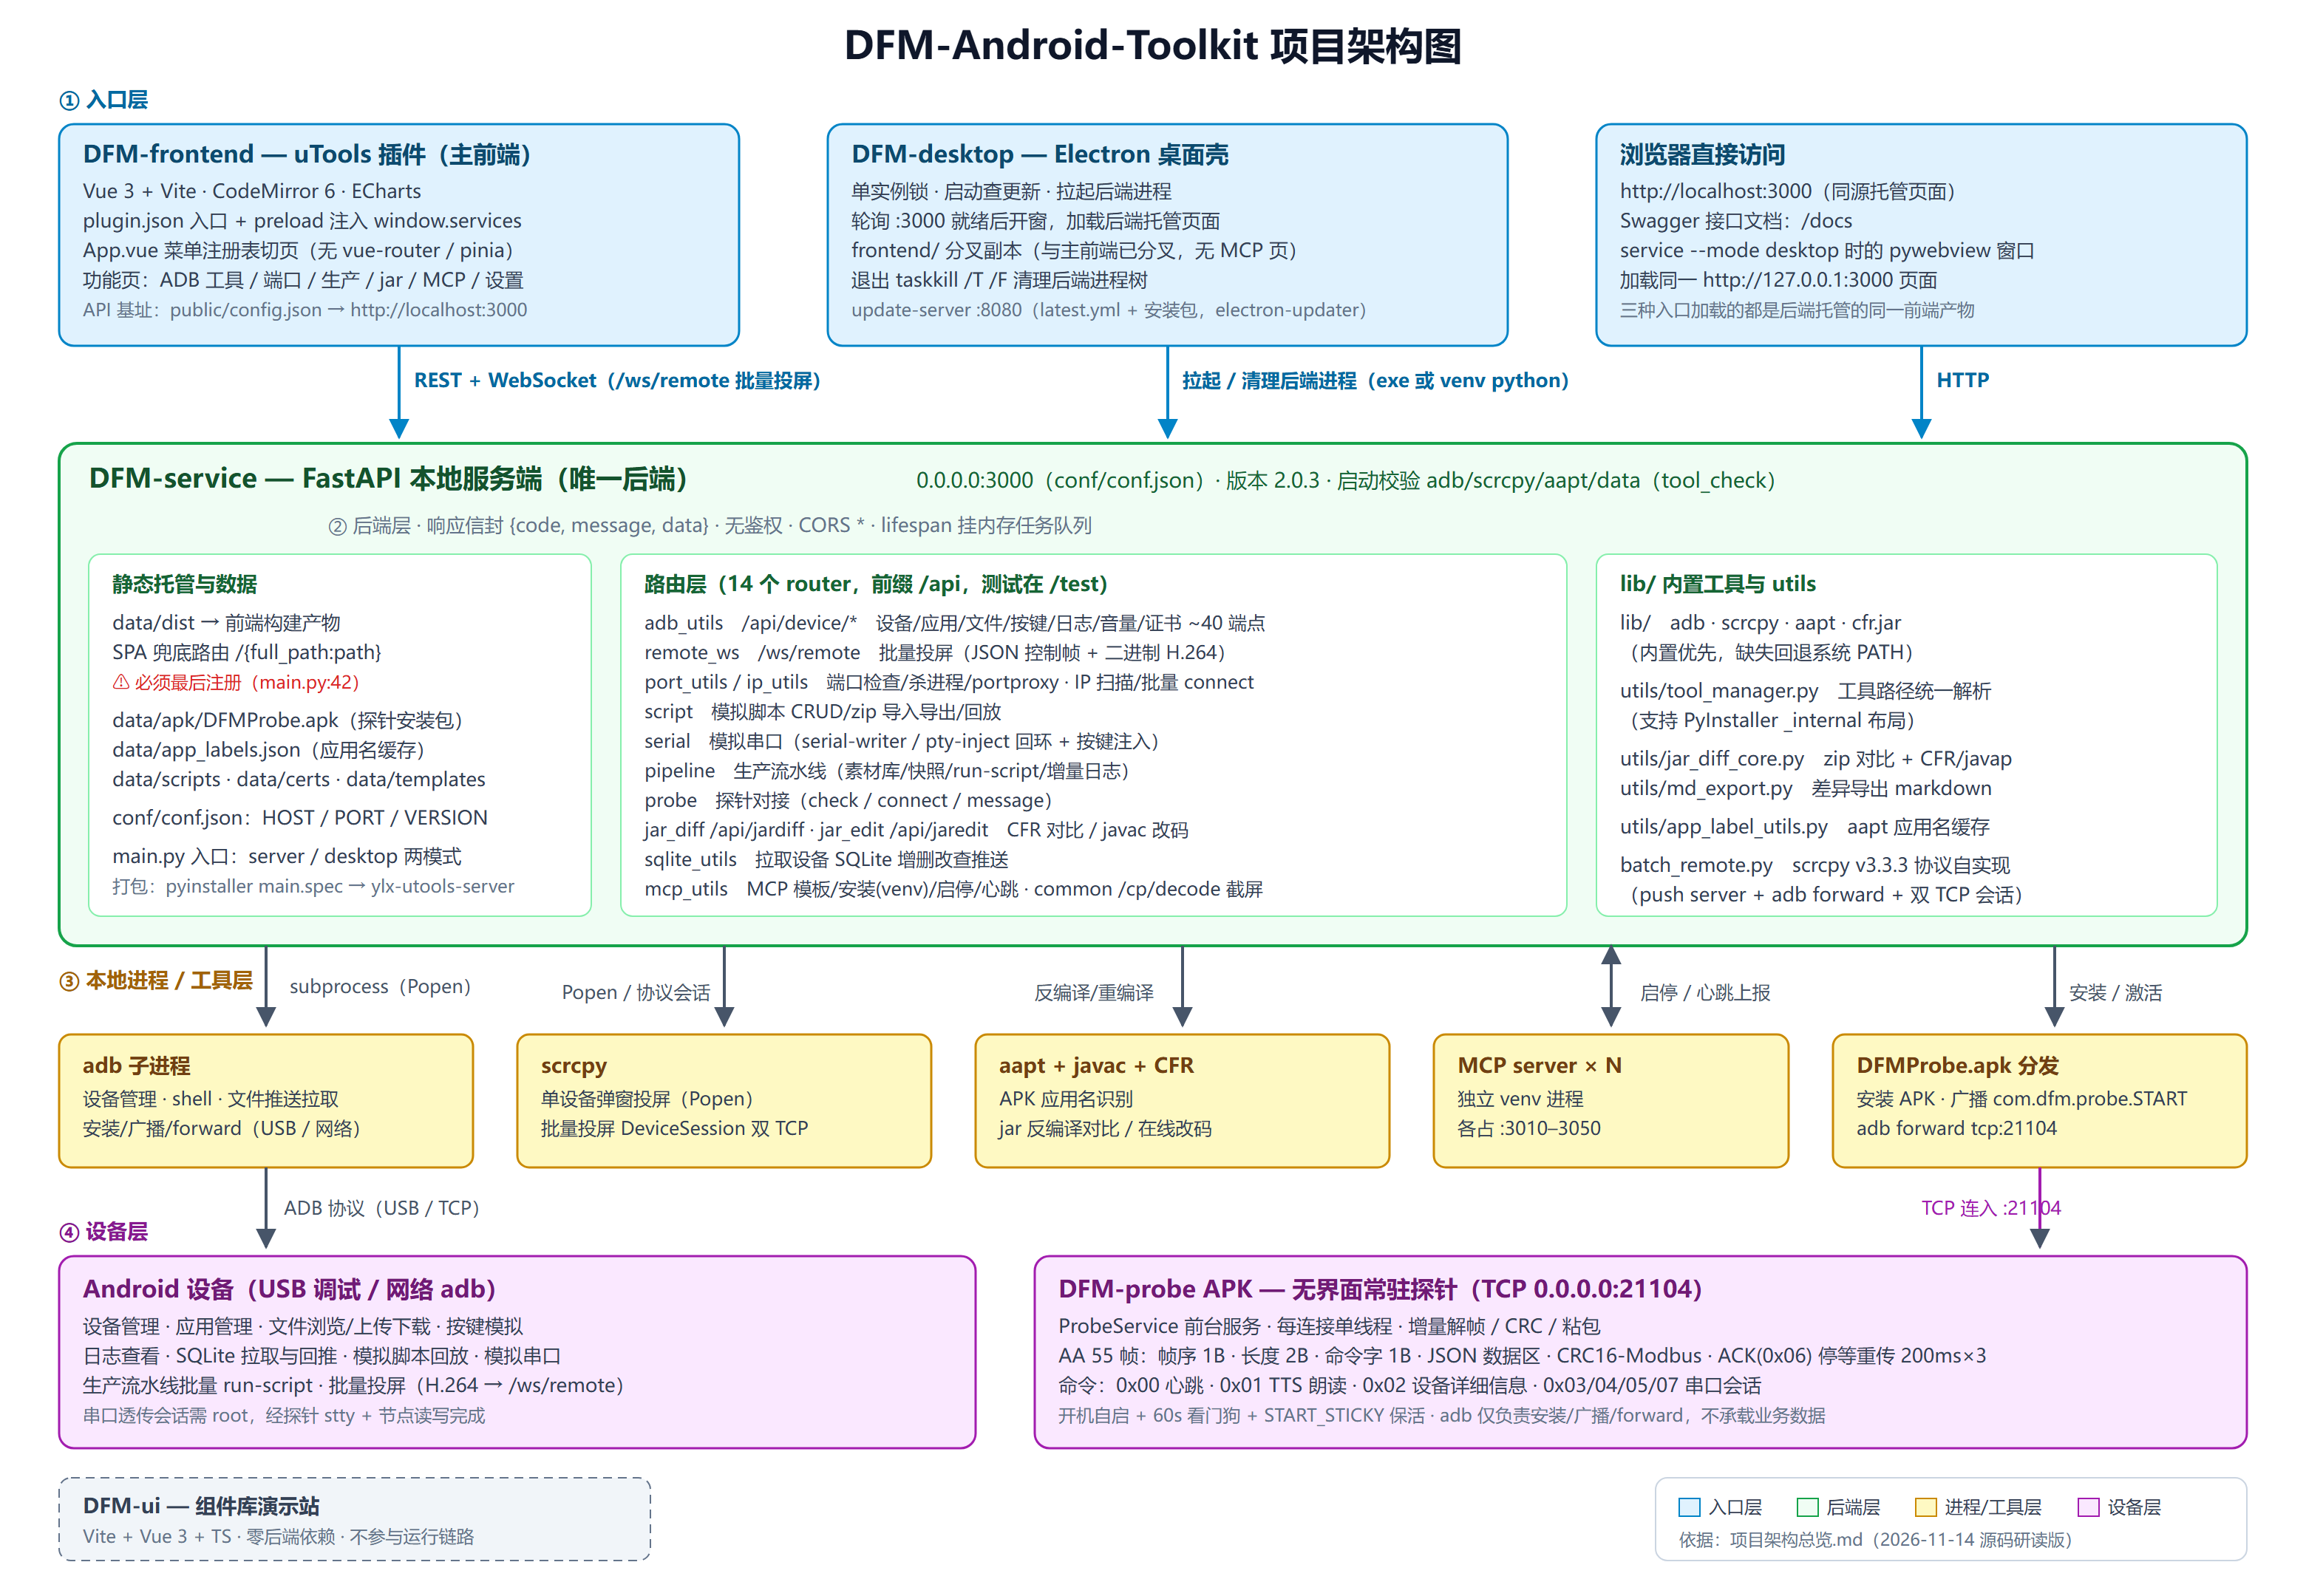 DFM-Android-Toolkit 项目架构图
① 入口层
DFM-frontend — uTools 插件（主前端）
Vue 3 + Vite · CodeMirror 6 · ECharts
plugin.json 入口 + preload 注入 window.services
App.vue 菜单注册表切页（无 vue-router / pinia）
功能页：ADB 工具 / 端口 / 生产 / jar / MCP / 设置
API 基址：public/config.json → http://localhost:3000
DFM-desktop — Electron 桌面壳
单实例锁 · 启动查更新 · 拉起后端进程
轮询 :3000 就绪后开窗，加载后端托管页面
frontend/ 分叉副本（与主前端已分叉，无 MCP 页）
退出 taskkill /T /F 清理后端进程树
update-server :8080（latest.yml + 安装包，electron-updater）
浏览器直接访问
http://localhost:3000（同源托管页面）
Swagger 接口文档：/docs
service --mode desktop 时的 pywebview 窗口
加载同一 http://127.0.0.1:3000 页面
三种入口加载的都是后端托管的同一前端产物
REST + WebSocket（/ws/remote 批量投屏）
拉起 / 清理后端进程（exe 或 venv python）
HTTP
DFM-service — FastAPI 本地服务端（唯一后端）
0.0.0.0:3000（conf/conf.json）· 版本 2.0.3 · 启动校验 adb/scrcpy/aapt/data（tool_check）
② 后端层 · 响应信封 {code, message, data} · 无鉴权 · CORS * · lifespan 挂内存任务队列
静态托管与数据
data/dist → 前端构建产物
SPA 兜底路由 /{full_path:path}
⚠ 必须最后注册（main.py:42）
data/apk/DFMProbe.apk（探针安装包）
data/app_labels.json（应用名缓存）
data/scripts · data/certs · data/templates
conf/conf.json：HOST / PORT / VERSION
main.py 入口：server / desktop 两模式
打包：pyinstaller main.spec → ylx-utools-server
路由层（14 个 router，前缀 /api，测试在 /test）
adb_utils /api/device/* 设备/应用/文件/按键/日志/音量/证书 ~40 端点
remote_ws /ws/remote 批量投屏（JSON 控制帧 + 二进制 H.264）
port_utils / ip_utils 端口检查/杀进程/portproxy · IP 扫描/批量 connect
script 模拟脚本 CRUD/zip 导入导出/回放
serial 模拟串口（serial-writer / pty-inject 回环 + 按键注入）
pipeline 生产流水线（素材库/快照/run-script/增量日志）
probe 探针对接（check / connect / message）
jar_diff /api/jardiff · jar_edit /api/jaredit CFR 对比 / javac 改码
sqlite_utils 拉取设备 SQLite 增删改查推送
mcp_utils MCP 模板/安装(venv)/启停/心跳 · common /cp/decode 截屏
lib/ 内置工具与 utils
lib/ adb · scrcpy · aapt · cfr.jar
（内置优先，缺失回退系统 PATH）
utils/tool_manager.py 工具路径统一解析
（支持 PyInstaller _internal 布局）
utils/jar_diff_core.py zip 对比 + CFR/javap
utils/md_export.py 差异导出 markdown
utils/app_label_utils.py aapt 应用名缓存
batch_remote.py scrcpy v3.3.3 协议自实现
（push server + adb forward + 双 TCP 会话）
③ 本地进程 / 工具层
subprocess（Popen）
Popen / 协议会话
反编译/重编译
启停 / 心跳上报
安装 / 激活
adb 子进程
设备管理 · shell · 文件推送拉取
安装/广播/forward（USB / 网络）
scrcpy
单设备弹窗投屏（Popen）
批量投屏 DeviceSession 双 TCP
aapt + javac + CFR
APK 应用名识别
jar 反编译对比 / 在线改码
MCP server × N
独立 venv 进程
各占 :3010–3050
DFMProbe.apk 分发
安装 APK · 广播 com.dfm.probe.START
adb forward tcp:21104
ADB 协议（USB / TCP）
TCP 连入 :21104
④ 设备层
Android 设备（USB 调试 / 网络 adb）
设备管理 · 应用管理 · 文件浏览/上传下载 · 按键模拟
日志查看 · SQLite 拉取与回推 · 模拟脚本回放 · 模拟串口
生产流水线批量 run-script · 批量投屏（H.264 → /ws/remote）
串口透传会话需 root，经探针 stty + 节点读写完成
DFM-probe APK — 无界面常驻探针（TCP 0.0.0.0:21104）
ProbeService 前台服务 · 每连接单线程 · 增量解帧 / CRC / 粘包
AA 55 帧：帧序 1B · 长度 2B · 命令字 1B · JSON 数据区 · CRC16-Modbus · ACK(0x06) 停等重传 200ms×3
命令：0x00 心跳 · 0x01 TTS 朗读 · 0x02 设备详细信息 · 0x03/04/05/07 串口会话
开机自启 + 60s 看门狗 + START_STICKY 保活 · adb 仅负责安装/广播/forward，不承载业务数据
DFM-ui — 组件库演示站
Vite + Vue 3 + TS · 零后端依赖 · 不参与运行链路
入口层 后端层 进程/工具层 设备层
依据：项目架构总览.md（2026-11-14 源码研读版）